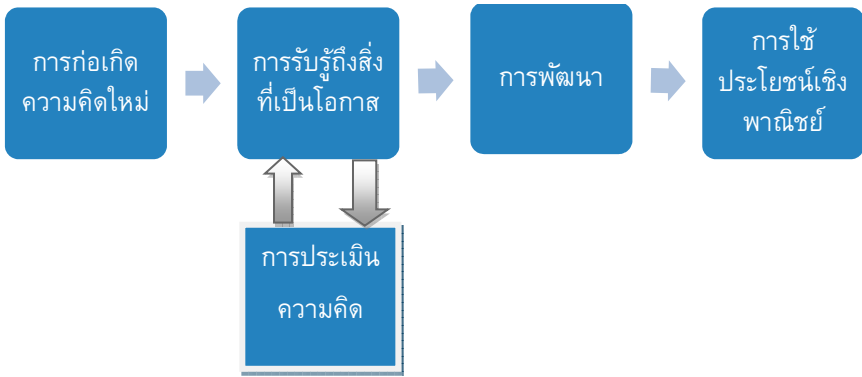 การก่อเกิด
ความคิดใหม่
การรับรู้ถึงสิ่ง
ที่เป็นโอกาส
การพัฒนา
การใช้
ประโยชน์เชิง
พาณิชย์
การประเมิน
ความคิด